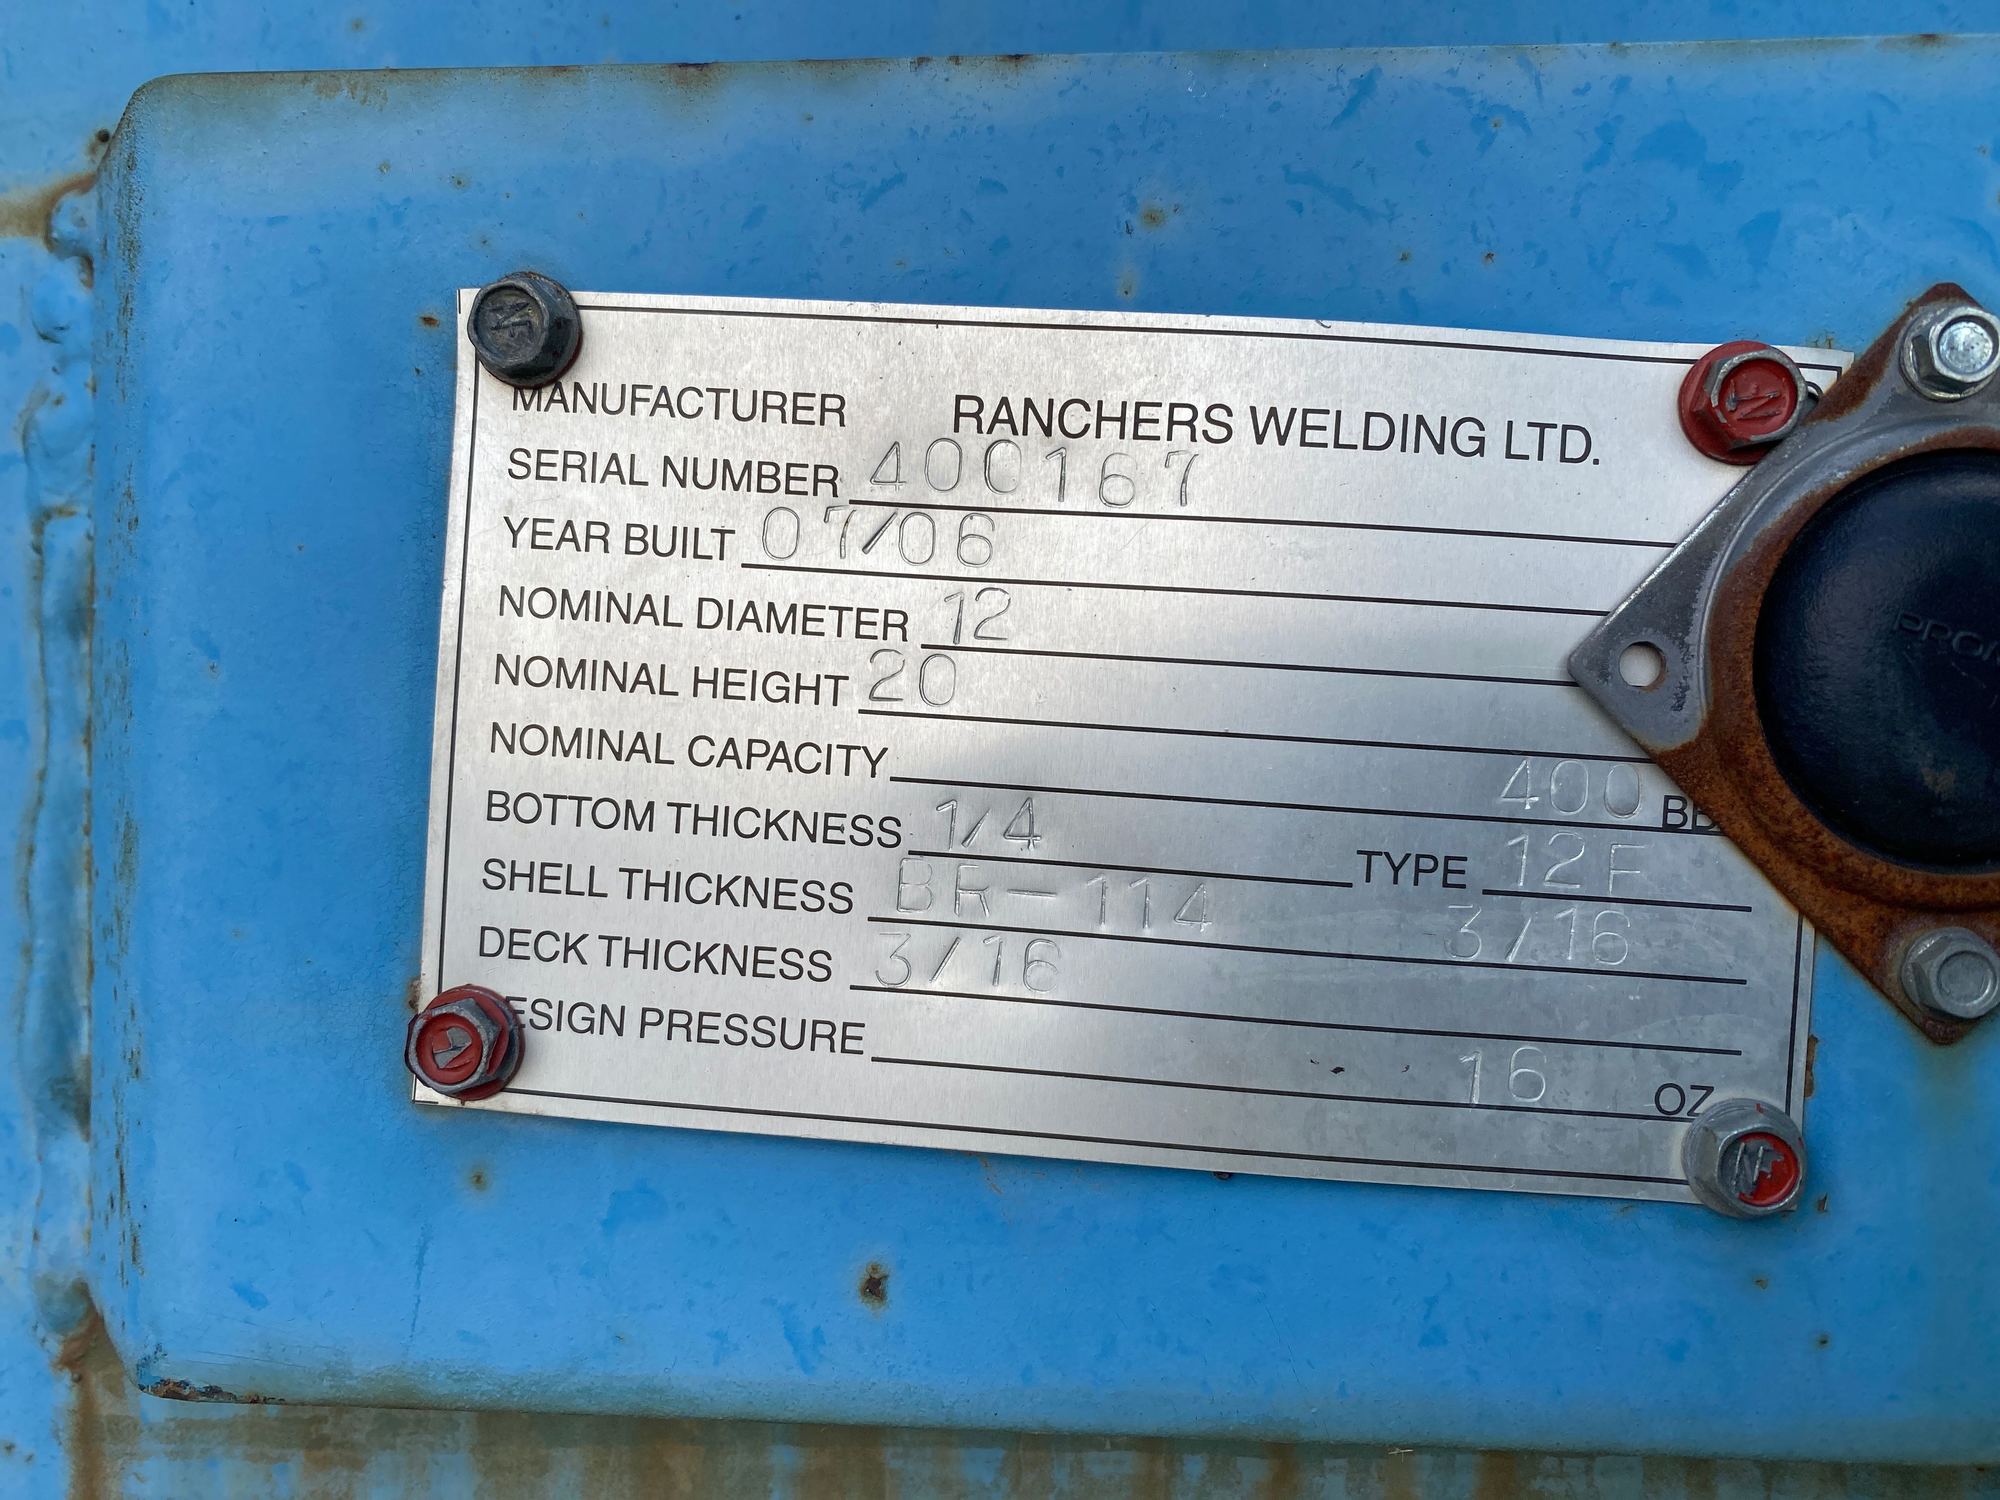 MANUFACTURER RANCHERS WELDING LTD.
SERIAL NUMBER 400167
YEAR BUILT 07/06
NOMINAL DIAMETER 12
NOMINAL HEIGHT 20
NOMINAL CAPACITY 400
BOTTOM THICKNESS 1/4 TYPE 12F
SHELL THICKNESS BR-114 3/16
DECK THICKNESS 3/16
DESIGN PRESSURE 16 OZ
NF